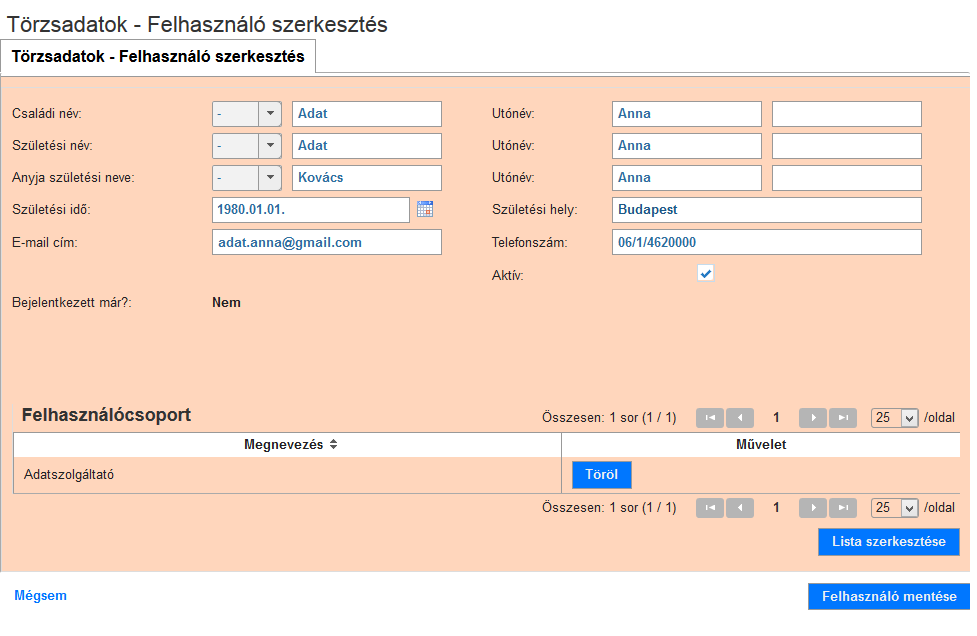 Törzsadatok - Felhasználó szerkesztés
Törzsadatok - Felhasználó szerkesztés
Családi név: - Adat Utónév: Anna
Születési név: - Adat Utónév: Anna
Anyja születési neve: - Kovács Utónév: Anna
Születési idő: 1980.01.01. Születési hely: Budapest
E-mail cím: adat.anna@gmail.com Telefonszám: 06/1/4620000
Aktív:
Bejelentkezett már?: Nem
Felhasználócsoport Összesen: 1 sor (1 / 1) 1 25 /oldal
Megnevezés Művelet
Adatszolgáltató Töröl
Összesen: 1 sor (1 / 1) 1 25 /oldal
Lista szerkesztése
Mégsem Felhasználó mentése